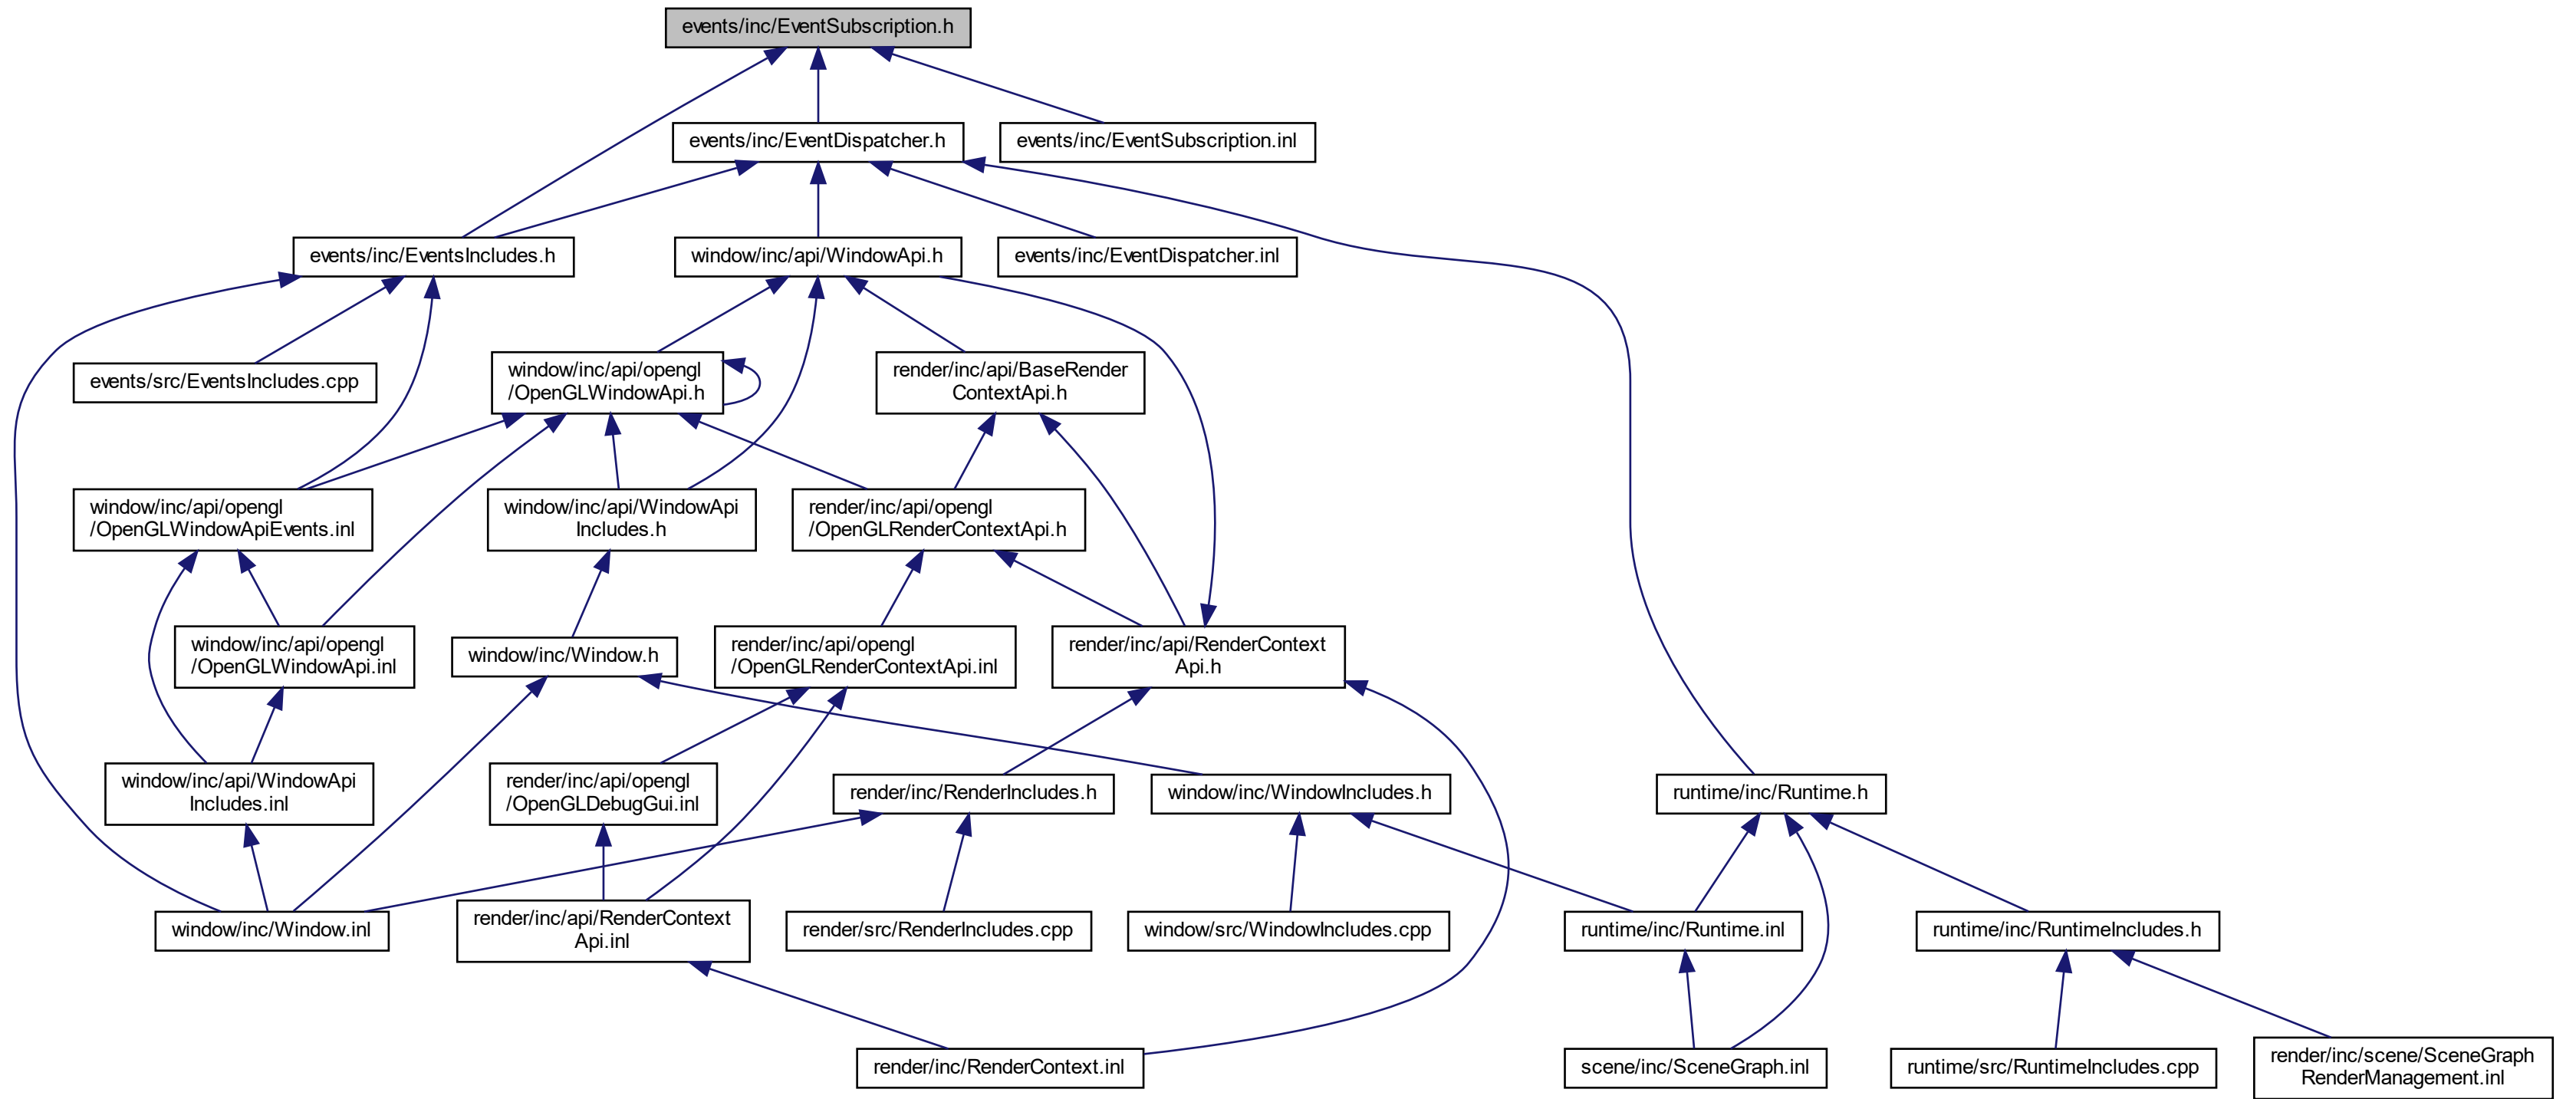 events/inc/EventSubscription.h
events/inc/EventDispatcher.h
events/inc/EventSubscription.inl
events/inc/EventsIncludes.h
window/inc/api/WindowApi.h
events/inc/EventDispatcher.inl
events/src/EventsIncludes.cpp
window/inc/api/opengl
/OpenGLWindowApi.h
render/inc/api/BaseRender
ContextApi.h
window/inc/api/opengl
/OpenGLWindowApiEvents.inl
window/inc/api/WindowApi
Includes.h
render/inc/api/opengl
/OpenGLRenderContextApi.h
window/inc/api/opengl
/OpenGLWindowApi.inl
window/inc/Window.h
render/inc/api/opengl
/OpenGLRenderContextApi.inl
render/inc/api/RenderContext
Api.h
window/inc/api/WindowApi
Includes.inl
render/inc/api/opengl
/OpenGLDebugGui.inl
render/inc/RenderIncludes.h
window/inc/WindowIncludes.h
runtime/inc/Runtime.h
window/inc/Window.inl
render/inc/api/RenderContext
Api.inl
render/src/RenderIncludes.cpp
window/src/WindowIncludes.cpp
runtime/inc/Runtime.inl
runtime/inc/RuntimeIncludes.h
render/inc/RenderContext.inl
scene/inc/SceneGraph.inl
runtime/src/RuntimeIncludes.cpp
render/inc/scene/SceneGraph
RenderManagement.inl